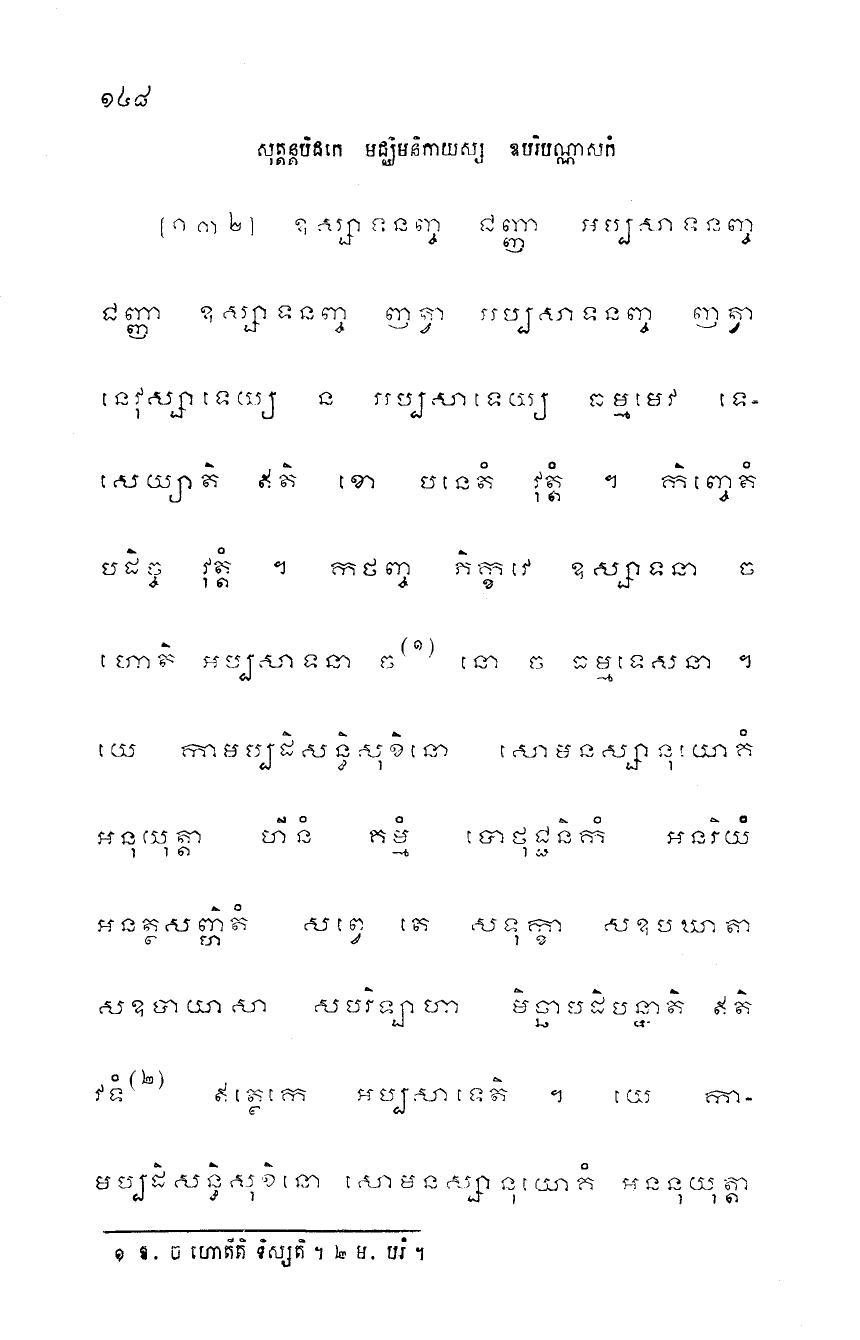 ១៤៨
សុត្តន្តបិដកេ មជ្ឈិមនិកាយស្ស ឧបរិបណ្ណាសកំ
[១៣២] ឧស្សាទនញ្ច ជញ្ញា អប្បសាទនញ្ច
ជញ្ញា ឧស្សាទនញ្ច ញត្វា អប្បសាទនញ្ច ញត្វា
នេវុស្សាទេយ្យ ន អប្បសាទេយ្យ ធម្មមេវ ទេ-
សេយ្យាតិ ឥតិ ខោ បនេតំ វុត្តំ ។ កិញ្ចេតំ
បដិច្ច វុត្តំ ។ កថញ្ច ភិក្ខវេ ឧស្សាទនា ច
ហោតិ អប្បសាទនា ច(១) នោ ច ធម្មទេសនា ។
យេ កាមប្បដិសន្ធិសុខិនោ សោមនស្សានុយោគំ
អនុយុត្តា ហីនំ គម្មំ បោថុជ្ជនិកំ អនរិយំ
អនត្ថសញ្ហិតំ សព្វេ តេ សទុក្ខា សឧបឃាតា
សឧបាយាសា សបរិឡាហា មិច្ឆាបដិបន្នាតិ ឥតិ
វទំ(២) ឥត្ថេកេ អប្បសាទេតិ ។ យេ កា-
មប្បដិសន្ធិសុខិនោ សោមនស្សានុយោគំ អននុយុត្តា
១ ឱ. ច ហោតីតិ ទិស្សតិ ។ ២ ម. បរំ ។